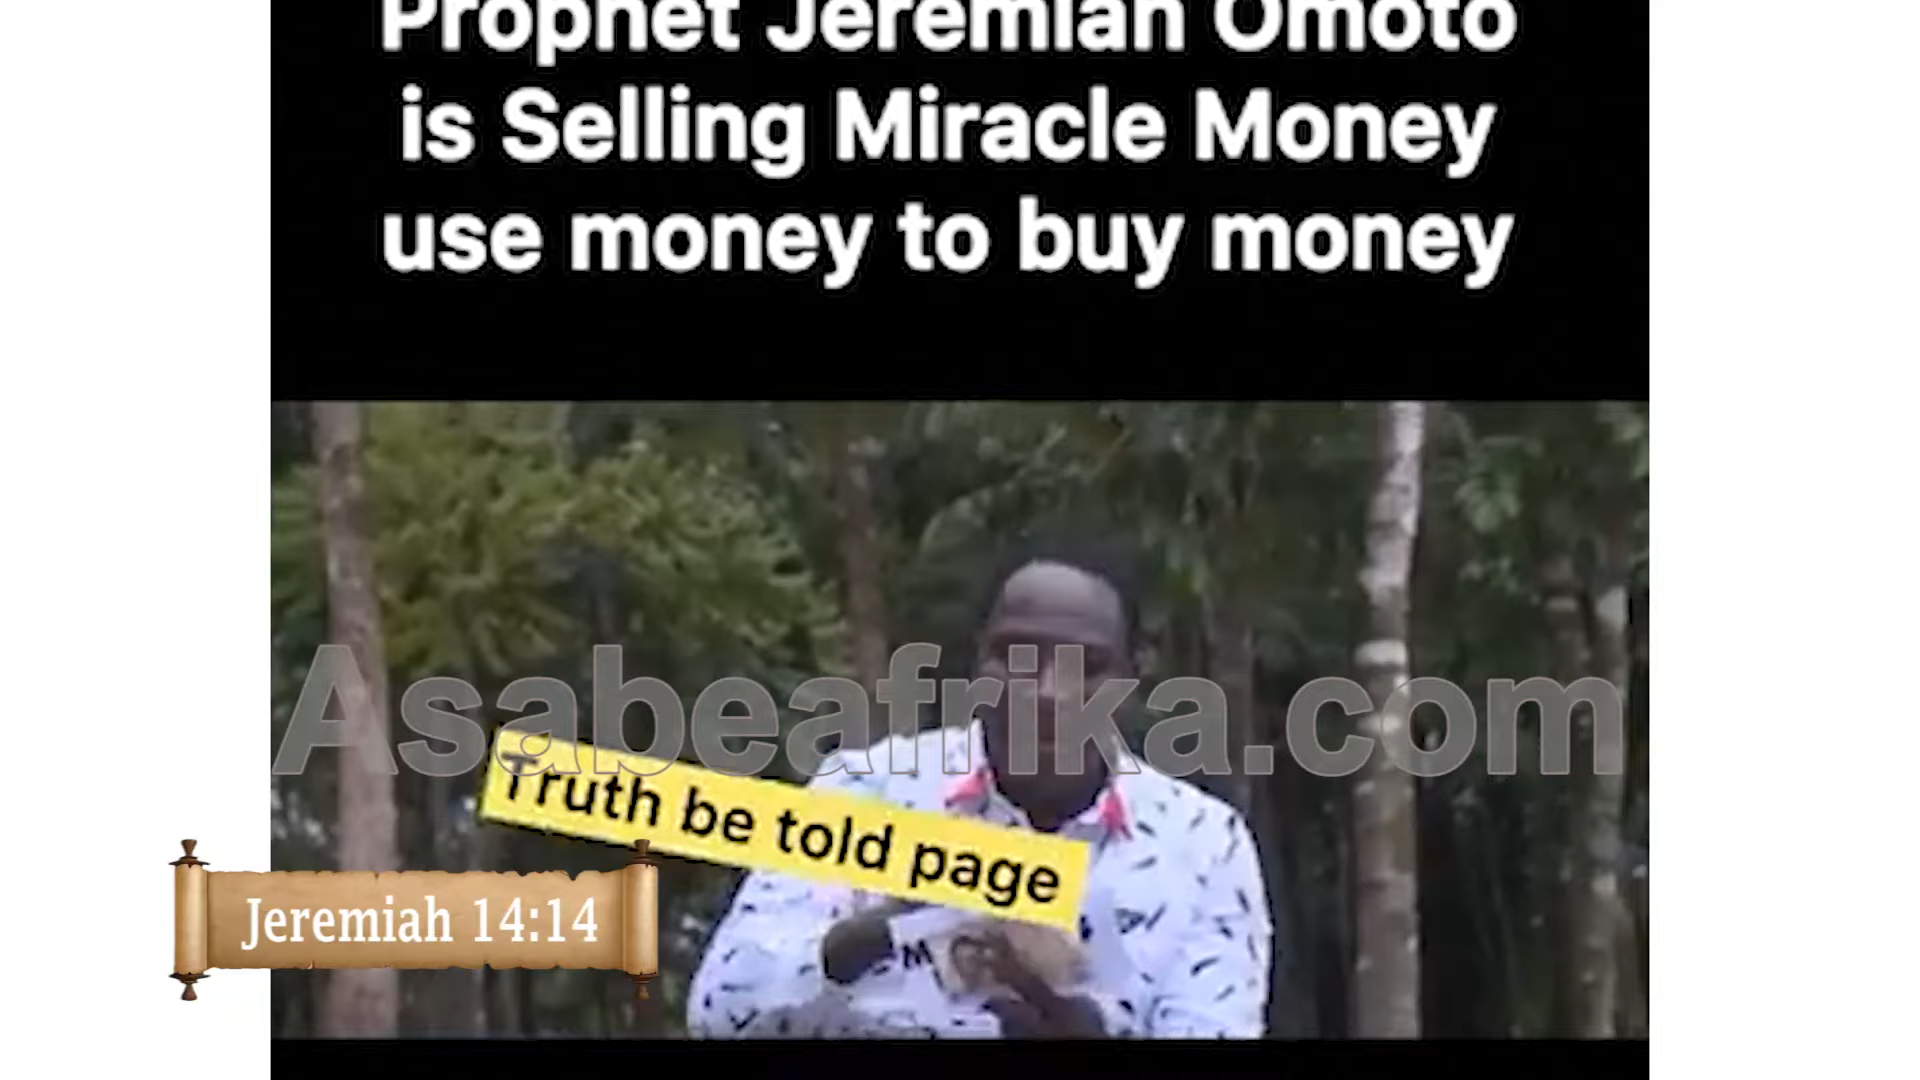 Prophet Jeremiah Omoto
is Selling Miracle Money
use money to buy money
Asabeafrika.com
Truth be told page
Jeremiah 14:14